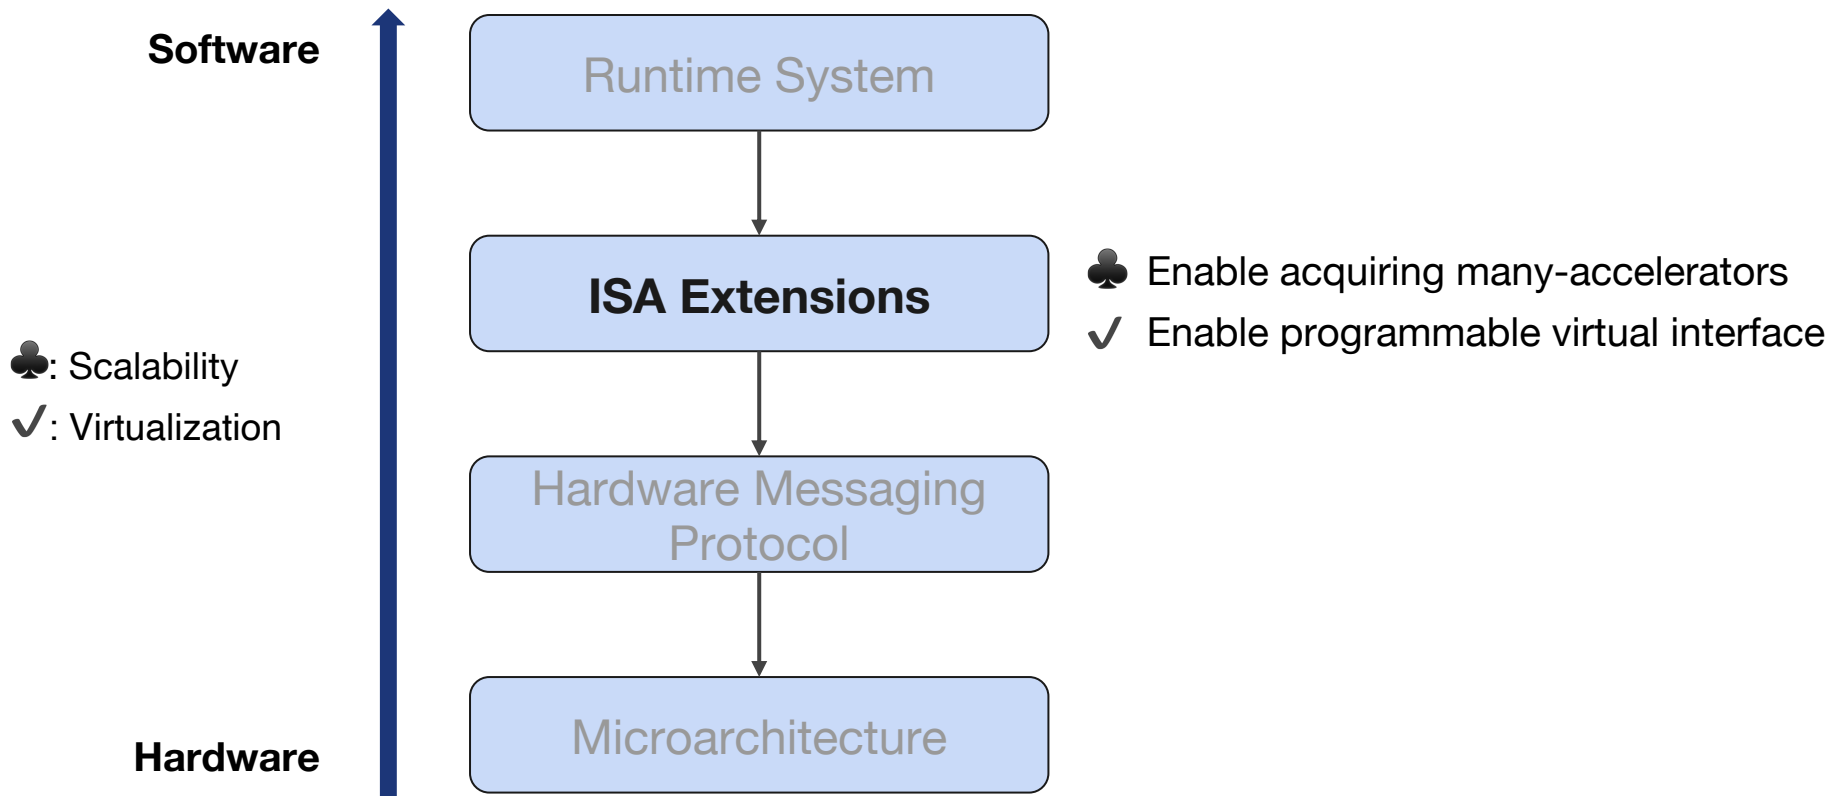 Software
Runtime System
ISA Extensions
♣ Enable acquiring many-accelerators
✓ Enable programmable virtual interface
♣: Scalability
✓: Virtualization
Hardware Messaging
Protocol
Microarchitecture
Hardware